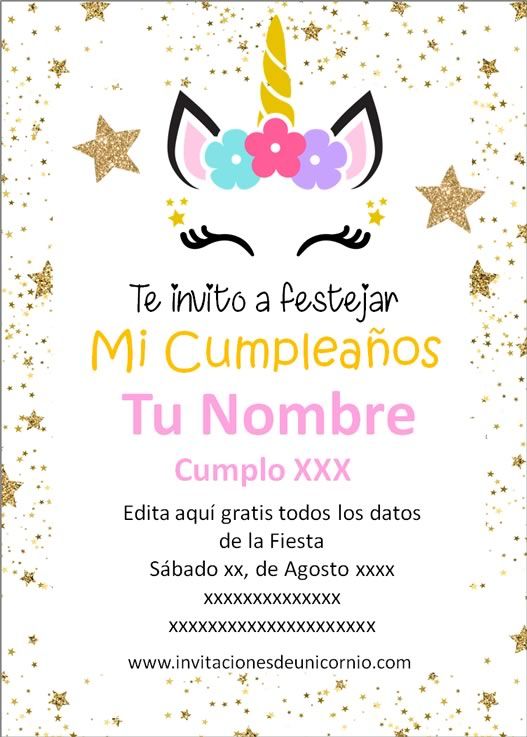 Te invito a festejar
Mi Cumpleaños
Tu Nombre
Cumplo XXX
Edita aquí gratis todos los datos
de la Fiesta
Sábado xx, de Agosto xxxx
xxxxxxxxxxxxxx
xxxxxxxxxxxxxxxxxxxxx
www.invitacionesdeunicornio.com